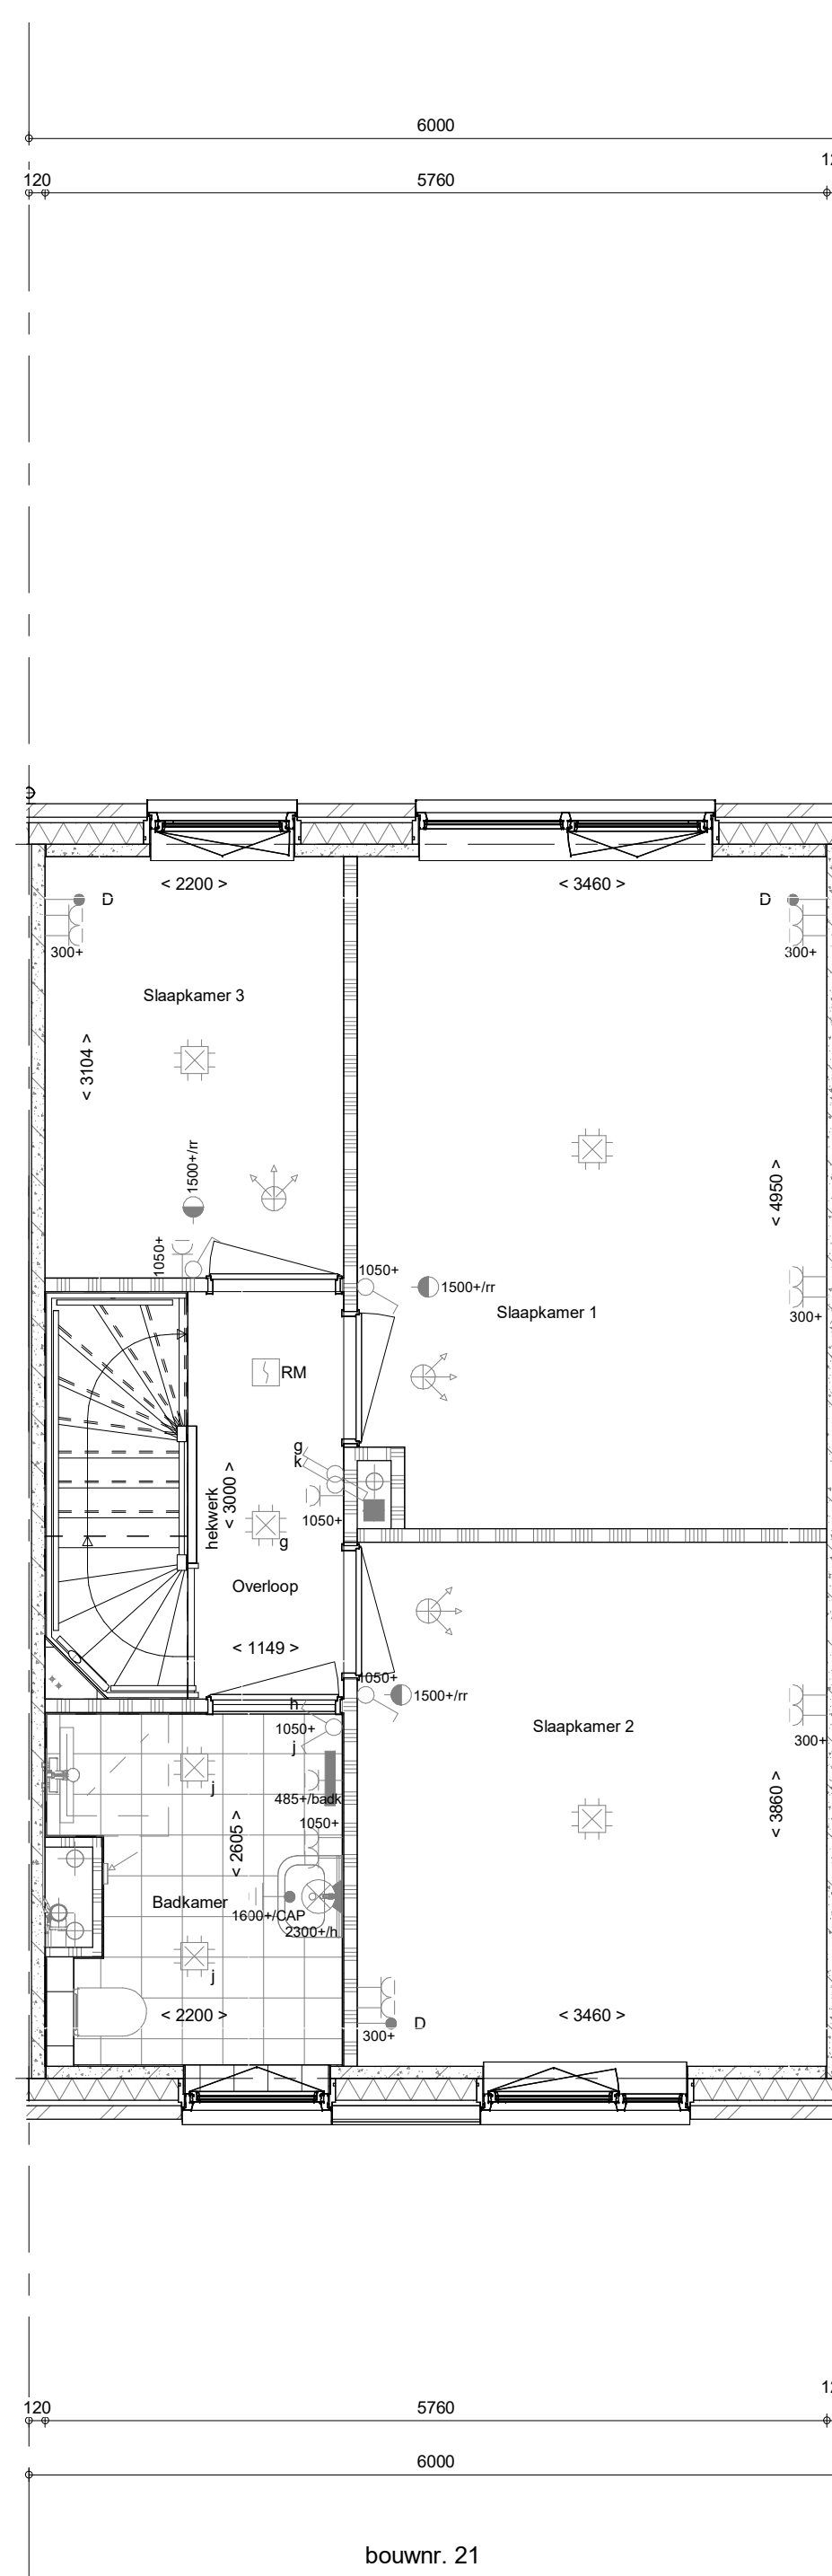 6000
12
120
5760
< 2200 >
< 3460 >
D
D
300+
300+
Slaapkamer 3
< 3104 >
1500+/rr
< 4950 >
1050+
1050+
1500+/rr
Slaapkamer 1
300+
RM
g
k
hekwerk
< 3000 >
1050+
g
Overloop
< 1149 >
1050+
1500+/rr
h
1050+
j
Slaapkamer 2
300+
j
485+/badk
1050+
< 2605 >
< 3860 >
Badkamer
1600+/CAP
2300+/h
j
< 2200 >
< 3460 >
D
300+
12
120
5760
6000
bouwnr. 21